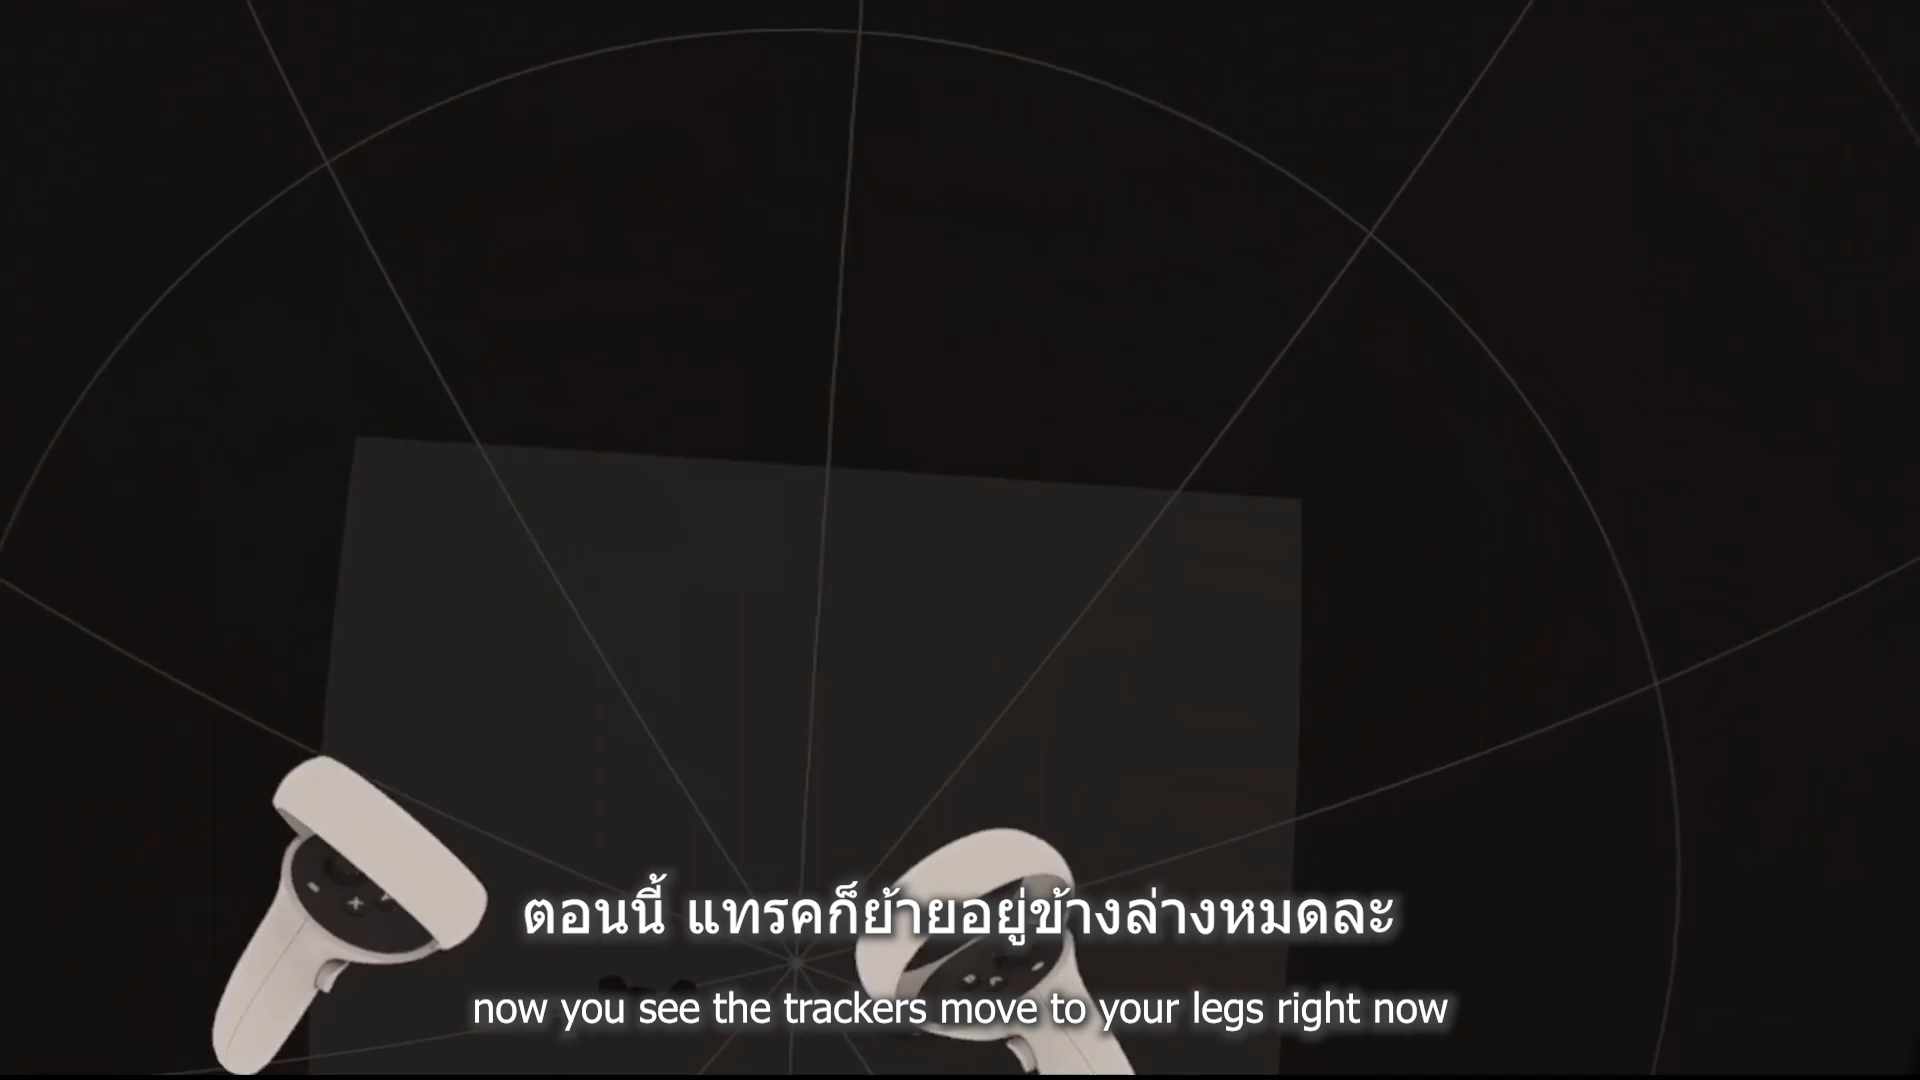 ตอนนี้ แทรคก็ย้ายอยู่ข้างล่างหมดละ
now you see the trackers move to your legs right now